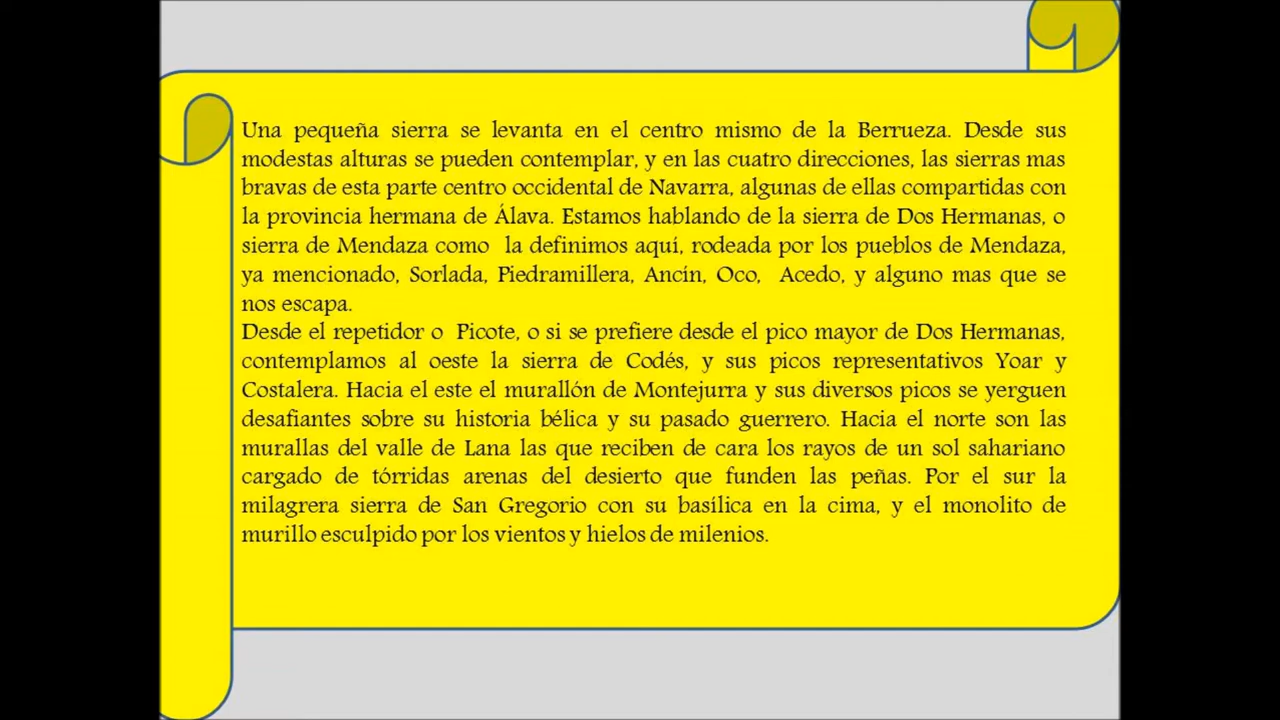 Una pequeña sierra se levanta en el centro mismo de la Berrueza. Desde sus
modestas alturas se pueden contemplar, y en las cuatro direcciones, las sierras mas
bravas de esta parte centro occidental de Navarra, algunas de ellas compartidas con
la provincia hermana de Álava. Estamos hablando de la sierra de Dos Hermanas, o
sierra de Mendaza como  la definimos aquí, rodeada por los pueblos de Mendaza,
ya mencionado, Sorlada, Piedramillera, Ancín, Oco,  Acedo, y alguno mas que se
nos escapa.
Desde el repetidor o  Picote, o si se prefiere desde el pico mayor de Dos Hermanas,
contemplamos al oeste la sierra de Codés, y sus picos representativos Yoar y
Costalera. Hacia el este el murallón de Montejurra y sus diversos picos se yerguen
desafiantes sobre su historia bélica y su pasado guerrero. Hacia el norte son las
murallas del valle de Lana las que reciben de cara los rayos de un sol sahariano
cargado de tórridas arenas del desierto que funden las peñas. Por el sur la
milagrera sierra de San Gregorio con su basílica en la cima, y el monolito de
murillo esculpido por los vientos y hielos de milenios.